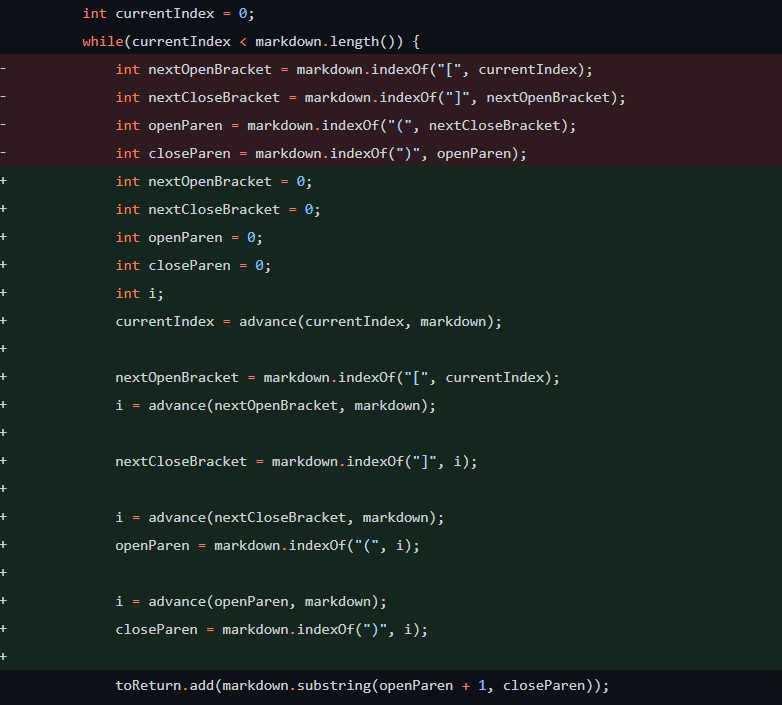 int currentIndex = 0;
while(currentIndex < markdown.length()) {
-    int nextOpenBracket = markdown.indexOf("[", currentIndex);
-    int nextCloseBracket = markdown.indexOf("]", nextOpenBracket);
-    int openParen = markdown.indexOf("(", nextCloseBracket);
-    int closeParen = markdown.indexOf(")", openParen);
+    int nextOpenBracket = 0;
+    int nextCloseBracket = 0;
+    int openParen = 0;
+    int closeParen = 0;
+    int i;
+    currentIndex = advance(currentIndex, markdown);
+
+    nextOpenBracket = markdown.indexOf("[", currentIndex);
+    i = advance(nextOpenBracket, markdown);
+
+    nextCloseBracket = markdown.indexOf("]", i);
+
+    i = advance(nextCloseBracket, markdown);
+    openParen = markdown.indexOf("(", i);
+
+    i = advance(openParen, markdown);
+    closeParen = markdown.indexOf(")", i);
+
toReturn.add(markdown.substring(openParen + 1, closeParen));